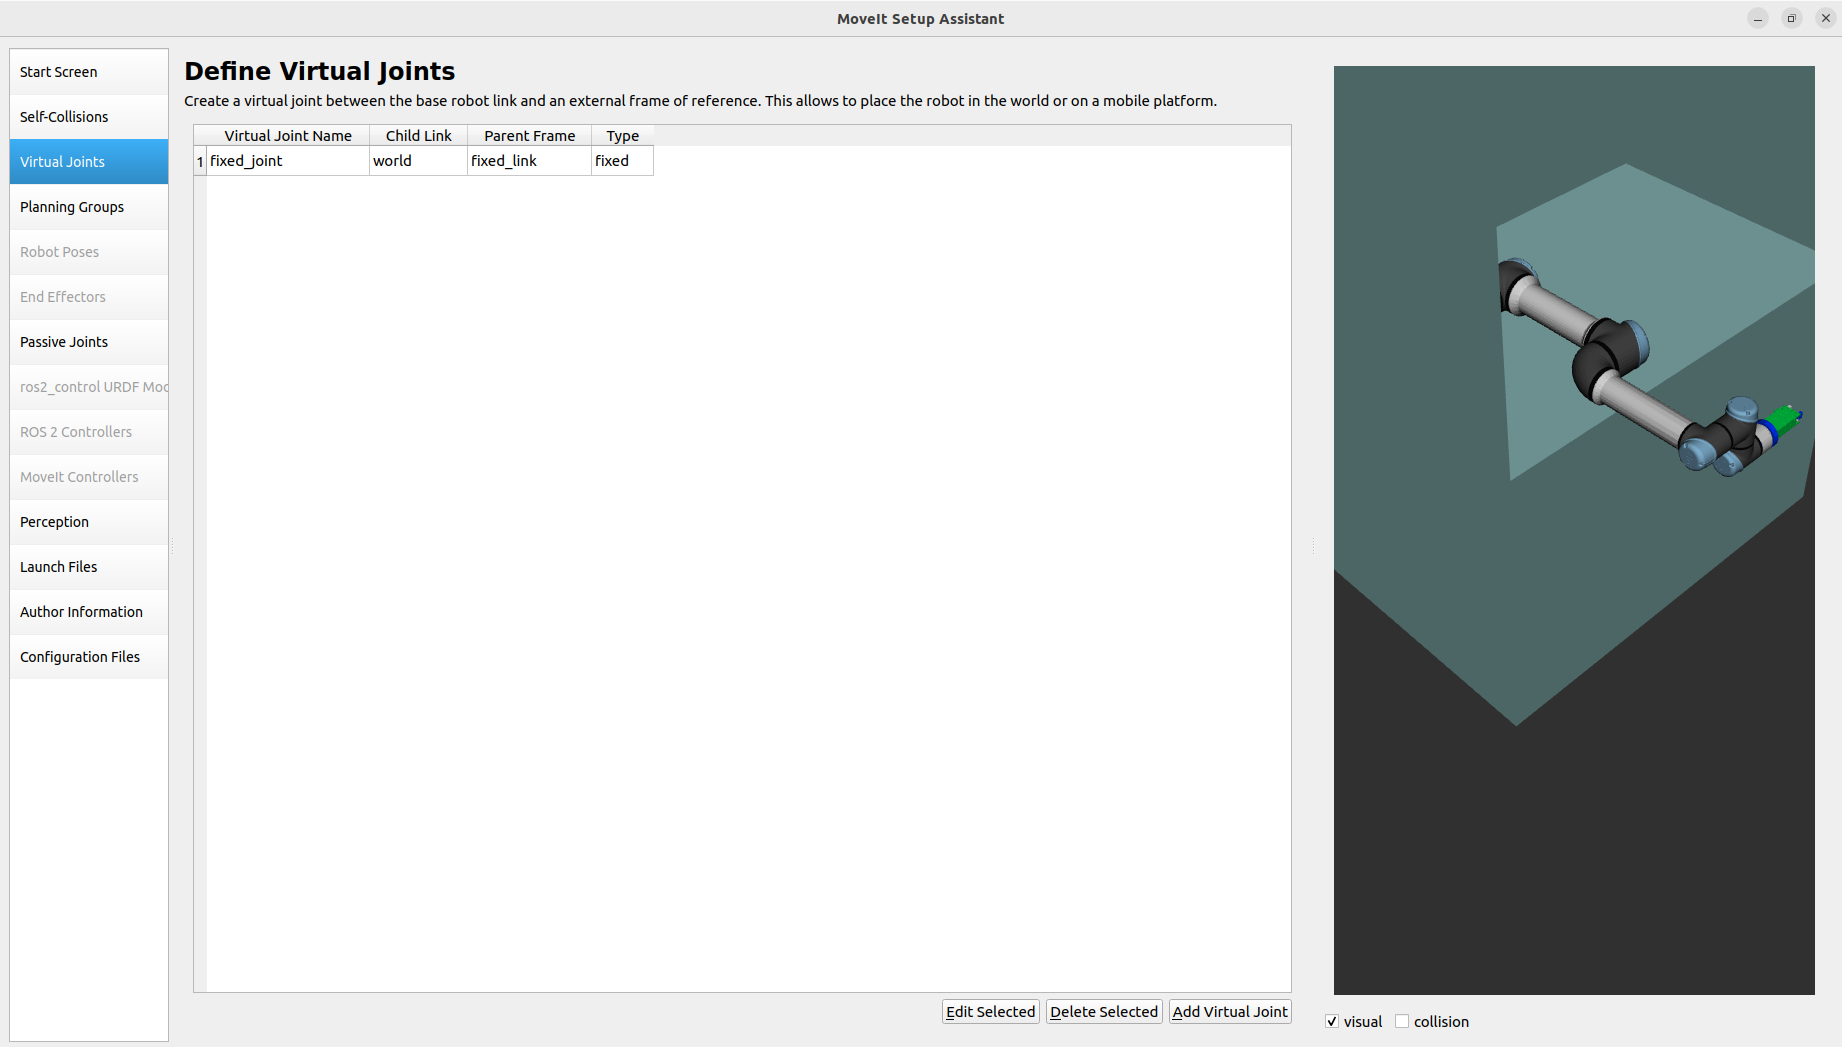 MoveIt Setup Assistant
Start Screen
Self-Collisions
Virtual Joints
Planning Groups
Robot Poses
End Effectors
Passive Joints
ros2_control URDF Mod
ROS 2 Controllers
MoveIt Controllers
Perception
Launch Files
Author Information
Configuration Files
Define Virtual Joints
Create a virtual joint between the base robot link and an external frame of reference. This allows to place the robot in the world or on a mobile platform.
Virtual Joint Name Child Link Parent Frame Type
1 fixed_joint world fixed_link fixed
Edit Selected Delete Selected Add Virtual Joint
visual collision